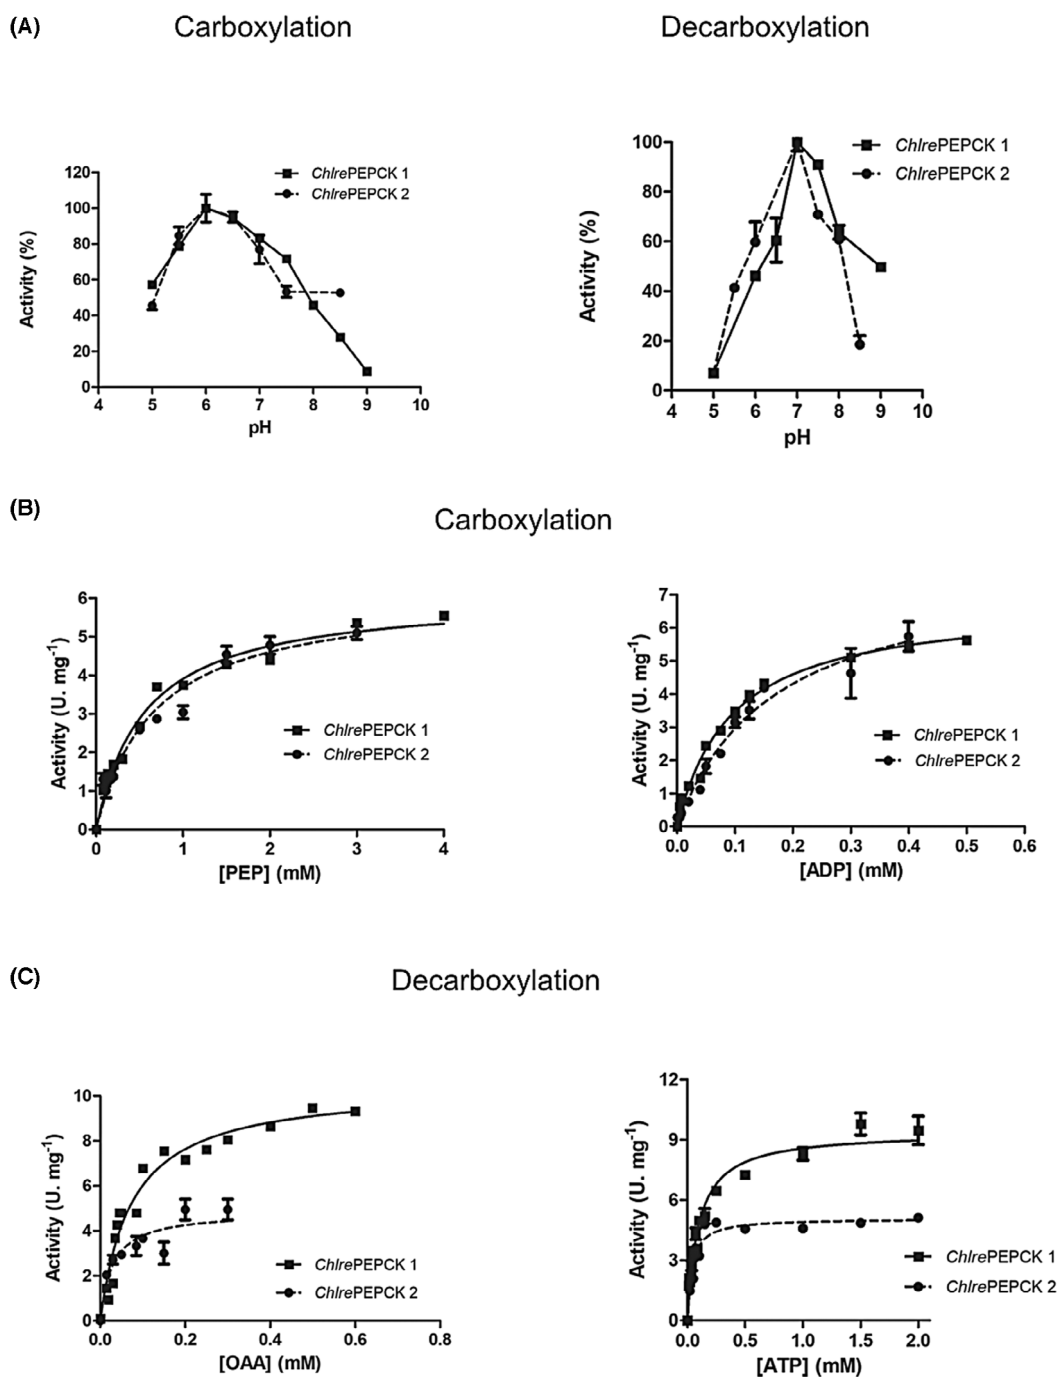 (A)
Carboxylation
Decarboxylation
ChlrePEPCK 1
ChlrePEPCK 2
120
100
80
60
40
20
0
4 5 6 7 8 9 10
Activity (%)
pH
ChlrePEPCK 1
ChlrePEPCK 2
100
80
60
40
20
0
4 5 6 7 8 9 10
Activity (%)
pH
(B)
Carboxylation
6
5
4
3
2
1
0
0 1 2 3 4
Activity (U. mg-1)
[PEP] (mM)
ChlrePEPCK 1
ChlrePEPCK 2
7
6
5
4
3
2
1
0
0.0 0.1 0.2 0.3 0.4 0.5 0.6
Activity (U. mg-1)
[ADP] (mM)
ChlrePEPCK 1
ChlrePEPCK 2
(C)
Decarboxylation
10
8
6
4
2
0
0.0 0.2 0.4 0.6 0.8
Activity (U. mg-1)
[OAA] (mM)
ChlrePEPCK 1
ChlrePEPCK 2
12
9
6
3
0
0.0 0.5 1.0 1.5 2.0
Activity (U. mg-1)
[ATP] (mM)
ChlrePEPCK 1
ChlrePEPCK 2